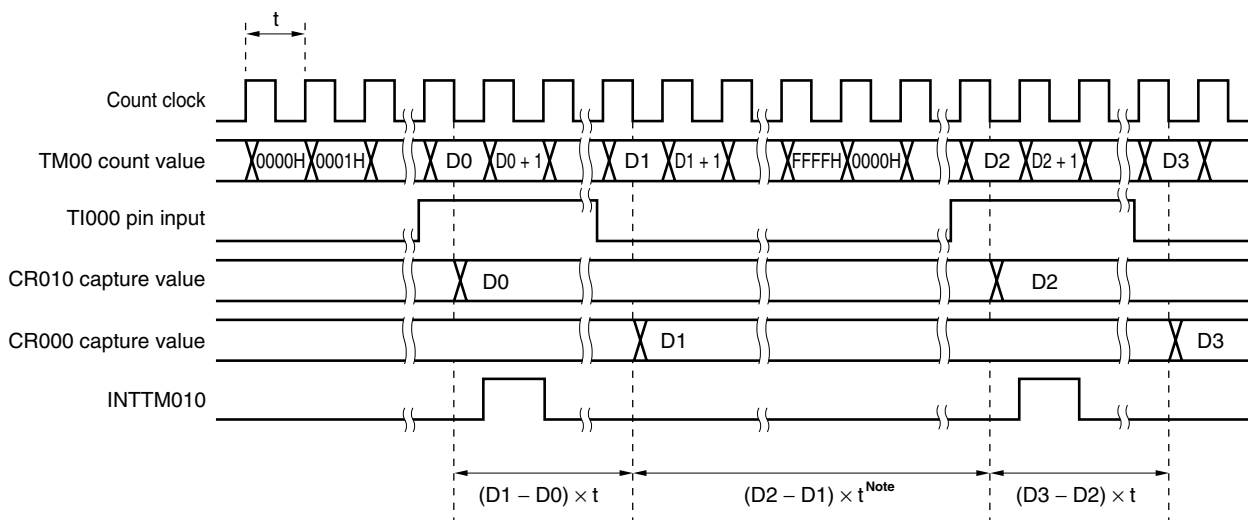 t
Count clock
TM00 count value 0000H 0001H D0 D0 + 1 D1 D1 + 1 FFFFH 0000H D2 D2 + 1 D3
TI000 pin input
CR010 capture value D0 D2
CR000 capture value D1 D3
INTTM010
(D1 − D0) × t (D2 − D1) × t Note (D3 − D2) × t